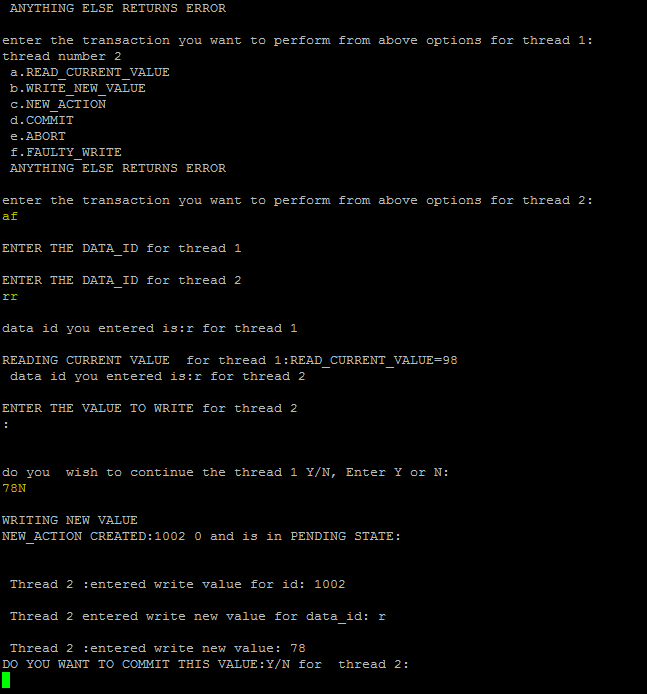 ANYTHING ELSE RETURNS ERROR
enter the transaction you want to perform from above options for thread 1:
thread number 2
a.READ_CURRENT_VALUE
b.WRITE_NEW_VALUE
c.NEW_ACTION
d.COMMIT
e.ABORT
f.FAULTY_WRITE
ANYTHING ELSE RETURNS ERROR
enter the transaction you want to perform from above options for thread 2:
af
ENTER THE DATA_ID for thread 1
ENTER THE DATA_ID for thread 2
rr
data id you entered is:r for thread 1
READING CURRENT VALUE  for thread 1:READ_CURRENT_VALUE=98
data id you entered is:r for thread 2
ENTER THE VALUE TO WRITE for thread 2
:
do you  wish to continue the thread 1 Y/N, Enter Y or N:
78N
WRITING NEW VALUE
NEW_ACTION CREATED:1002 0 and is in PENDING STATE:
Thread 2 :entered write value for id: 1002
Thread 2 entered write new value for data_id: r
Thread 2 :entered write new value: 78
DO YOU WANT TO COMMIT THIS VALUE:Y/N for  thread 2: